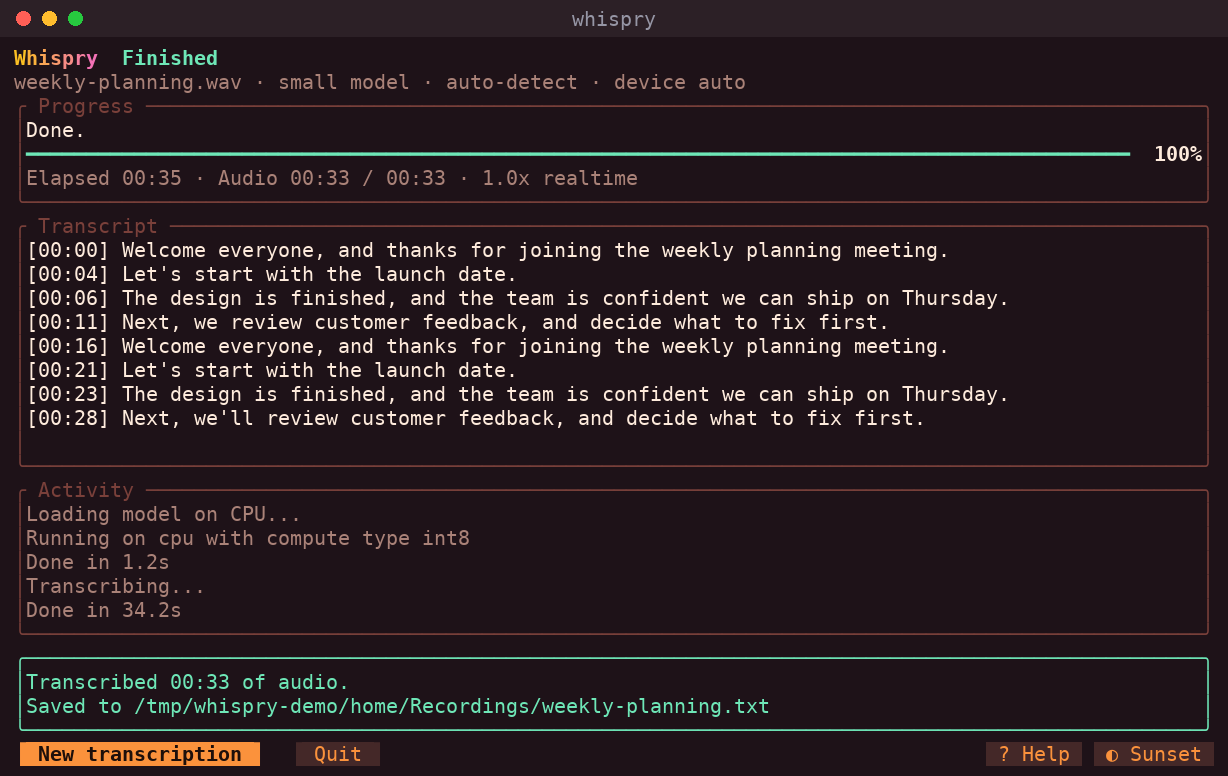 whispry
Whispry  Finished
weekly-planning.wav · small model · auto-detect · device auto
Progress
Done.
100%
Elapsed 00:35 · Audio 00:33 / 00:33 · 1.0x realtime
Transcript
[00:00] Welcome everyone, and thanks for joining the weekly planning meeting.
[00:04] Let's start with the launch date.
[00:06] The design is finished, and the team is confident we can ship on Thursday.
[00:11] Next, we review customer feedback, and decide what to fix first.
[00:16] Welcome everyone, and thanks for joining the weekly planning meeting.
[00:21] Let's start with the launch date.
[00:23] The design is finished, and the team is confident we can ship on Thursday.
[00:28] Next, we'll review customer feedback, and decide what to fix first.
Activity
Loading model on CPU...
Running on cpu with compute type int8
Done in 1.2s
Transcribing...
Done in 34.2s
Transcribed 00:33 of audio.
Saved to /tmp/whispry-demo/home/Recordings/weekly-planning.txt
New transcription  Quit  ? Help  ◐ Sunset